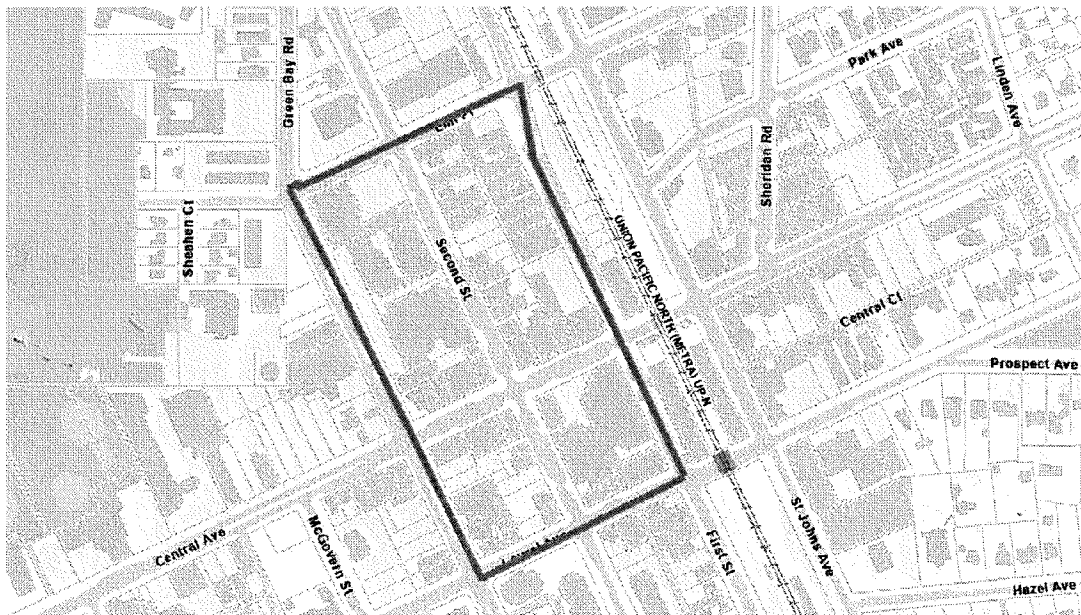 Green Bay Rd
Park Ave
Linden Ave
Sheridan Rd
Sheahen Ct
Second St
UNION PACIFIC NORTH (METRA) UP-N
Central Ct
Prospect Ave
Central Ave
McGovern St
First St
St Johns Ave
Hazel Ave